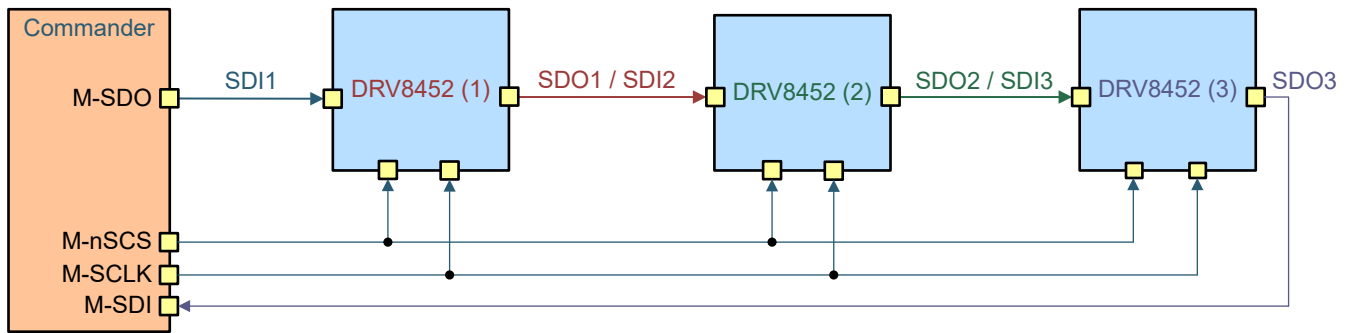 Commander
M-SDO
SDI1
DRV8452 (1)
SDO1 / SDI2
DRV8452 (2)
SDO2 / SDI3
DRV8452 (3)
SDO3
M-nSCS
M-SCLK
M-SDI